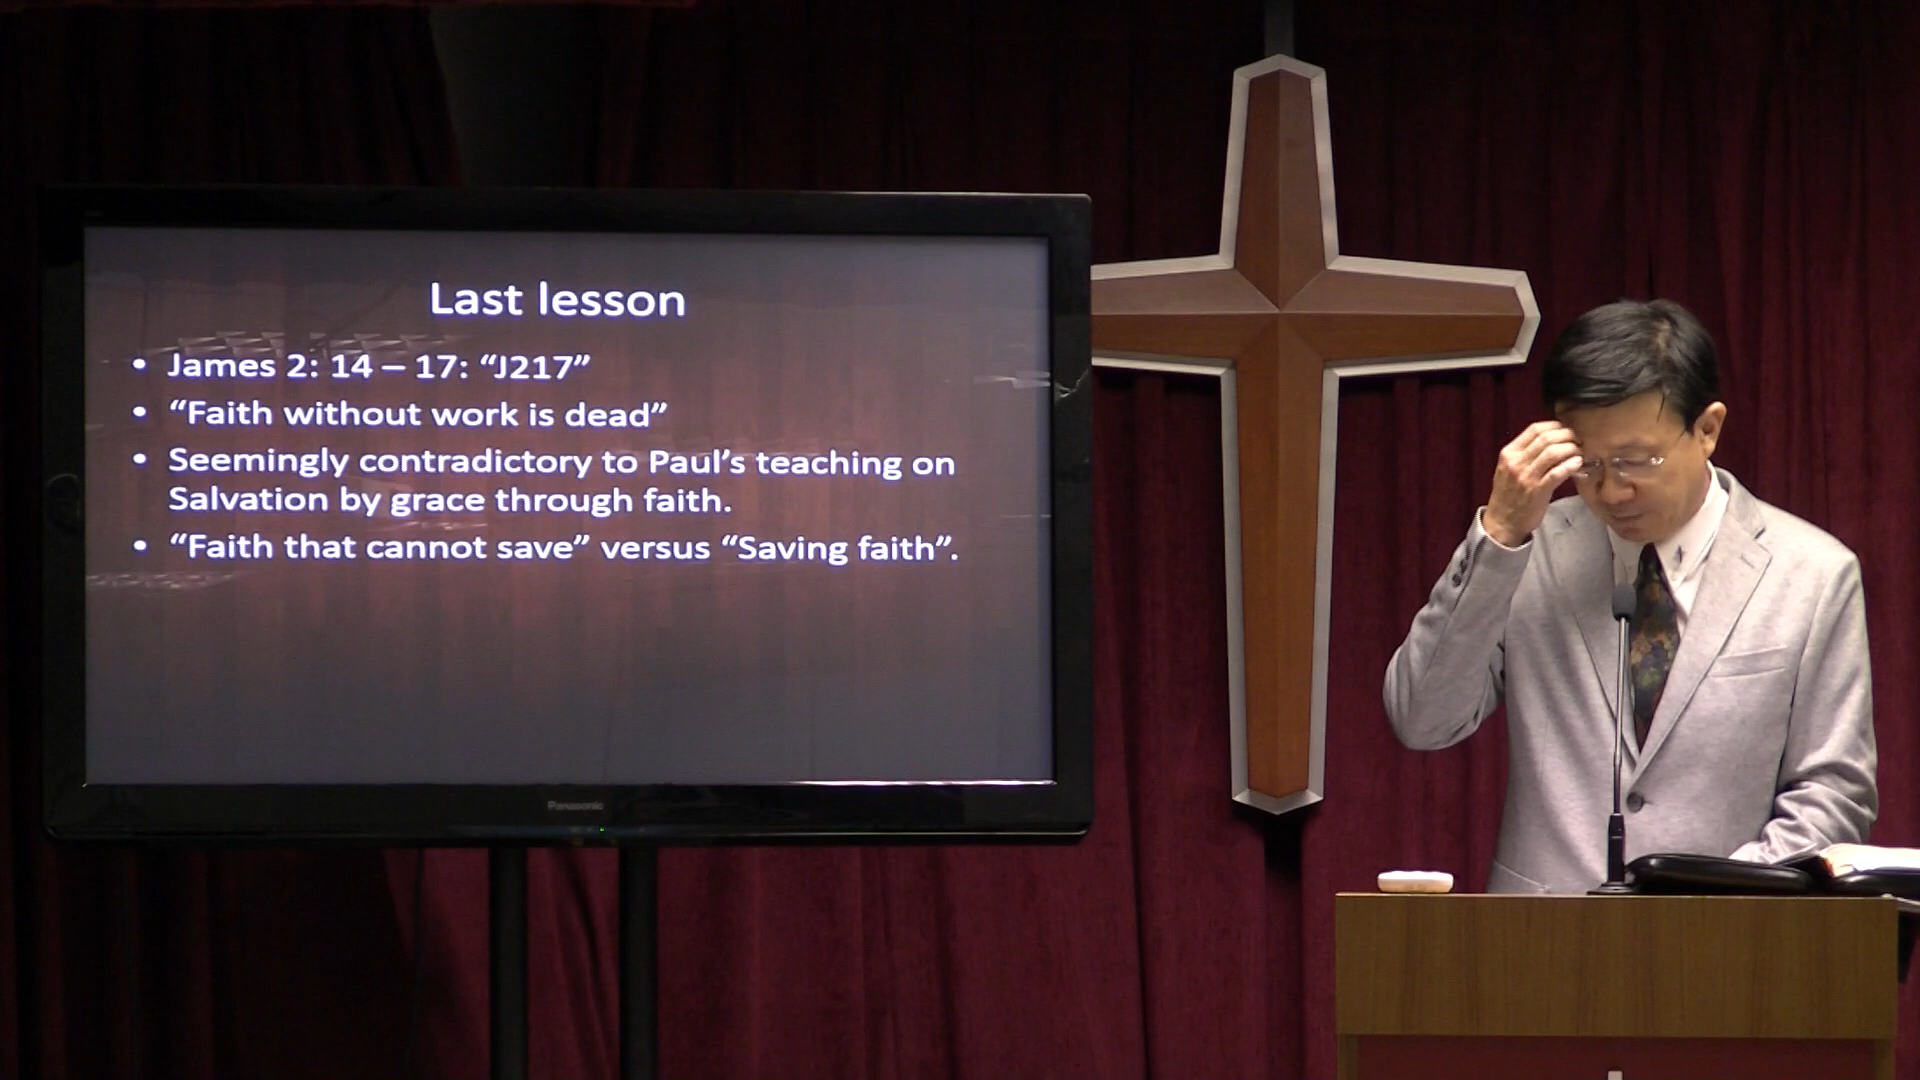 Last lesson
• James 2: 14 – 17: “J217”
• “Faith without work is dead”
• Seemingly contradictory to Paul’s teaching on
Salvation by grace through faith.
• “Faith that cannot save” versus “Saving faith”.
Panasonic